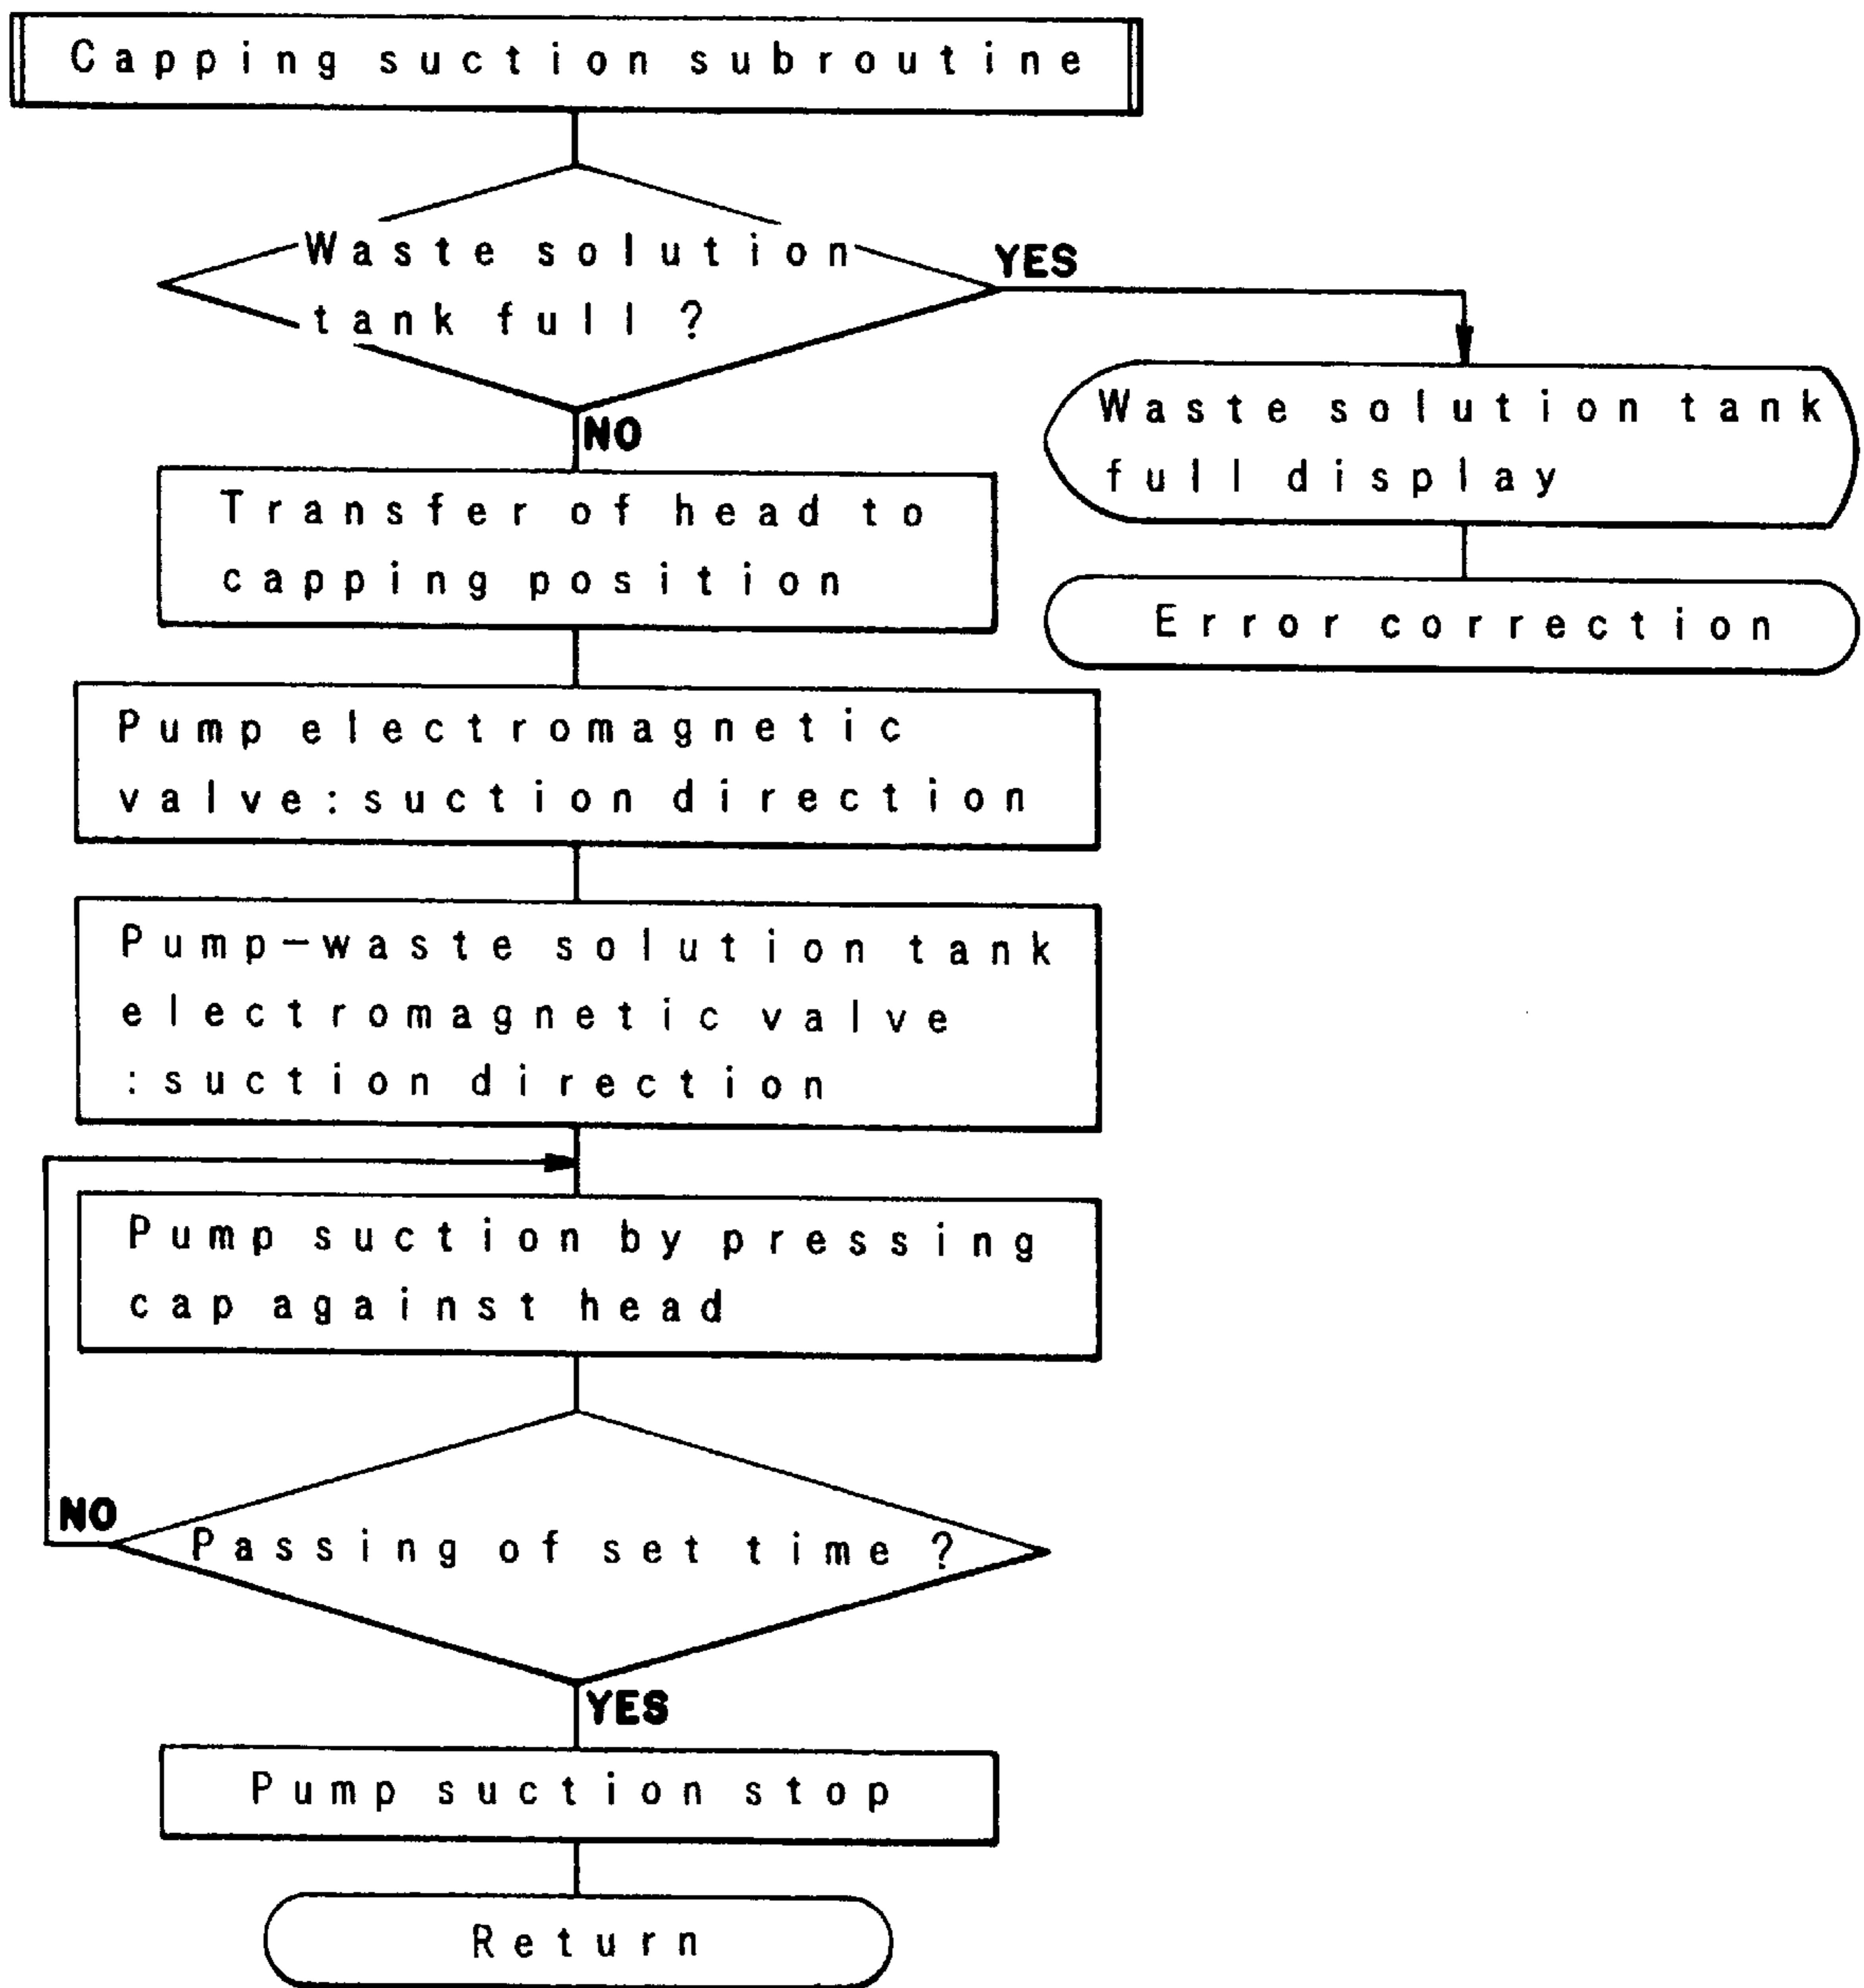 Capping suction subroutine
Waste solution
tank full ?
YES
NO
Waste solution tank
full display
Error correction
Transfer of head to
capping position
Pump electromagnetic
valve:suction direction
Pump-waste solution tank
electromagnetic valve
:suction direction
Pump suction by pressing
cap against head
NO
Passing of set time ?
YES
Pump suction stop
Return